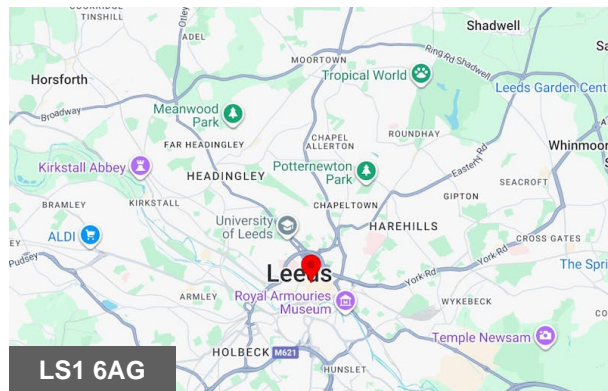 COOKRIDGE
TINSHILL
ADEL
Otley
Shadwell
MOORTOWN
Ring Rd Shadwell
Tropical World
Horsforth
Leeds Garden Cent
Broadway
Meanwood
Park
FAR HEADINGLEY
CHAPEL
ALLERTON
ROUNDHAY
Whinmoor
Kirkstall Abbey
HEADINGLEY
Potternewton
Park
Easterly Rd
SEACROFT
GIPTON
BRAMLEY
KIRKSTALL
CHAPELTOWN
University
of Leeds
HAREHILLS
ALDI
CROSS GATES
Pudsey
Leeds
York Rd
York Rd
The Spri
ARMLEY
Royal Armouries
Museum
WYKEBECK
Temple Newsam
HOLBECK
M621
HUNSLET
LS1 6AG